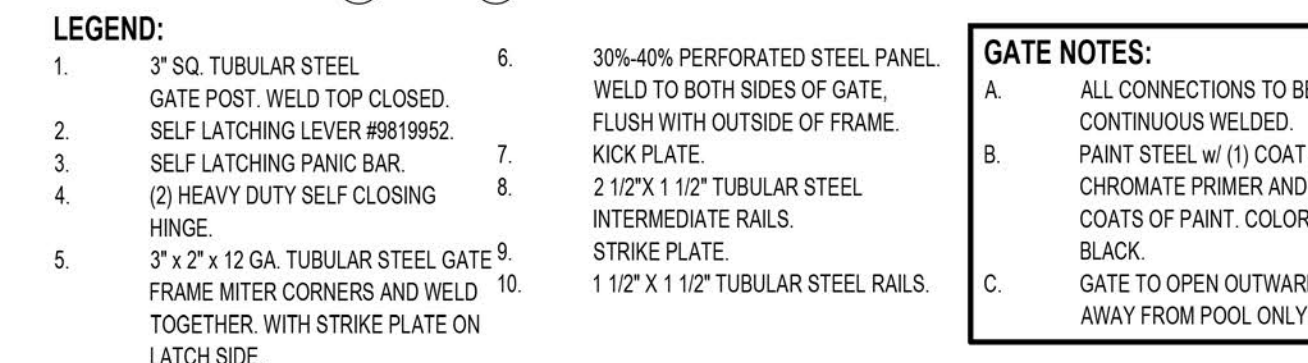 LEGEND:
1. 3" SQ. TUBULAR STEEL
GATE POST. WELD TOP CLOSED.
2. SELF LATCHING LEVER #9819952.
3. SELF LATCHING PANIC BAR.
4. (2) HEAVY DUTY SELF CLOSING
HINGE.
5. 3" x 2" x 12 GA. TUBULAR STEEL GATE
FRAME MITER CORNERS AND WELD
TOGETHER. WITH STRIKE PLATE ON
LATCH SIDE.
6. 30%-40% PERFORATED STEEL PANEL.
WELD TO BOTH SIDES OF GATE,
FLUSH WITH OUTSIDE OF FRAME.
7. KICK PLATE.
8. 2 1/2"X 1 1/2" TUBULAR STEEL
INTERMEDIATE RAILS.
9. STRIKE PLATE.
10. 1 1/2" X 1 1/2" TUBULAR STEEL RAILS.
GATE NOTES:
A. ALL CONNECTIONS TO BE
CONTINUOUS WELDED.
B. PAINT STEEL w/ (1) COAT
CHROMATE PRIMER AND
COATS OF PAINT. COLOR
BLACK.
C. GATE TO OPEN
AWAY FROM POOL ONLY